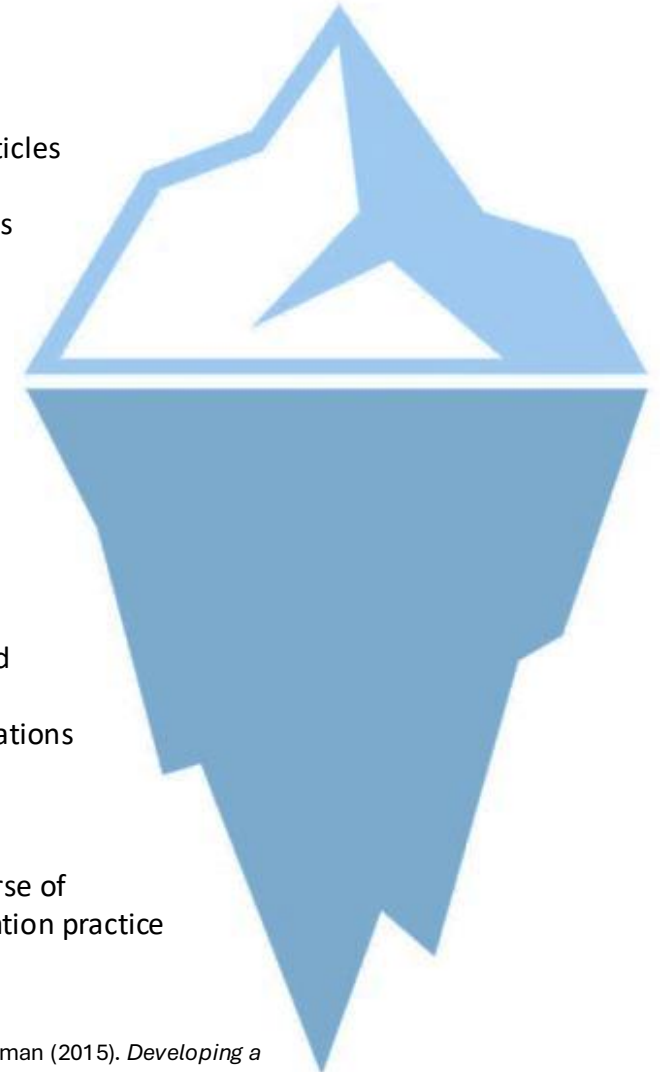 ticles
s
d
ations
rse of
ation practice
man (2015). Developing a